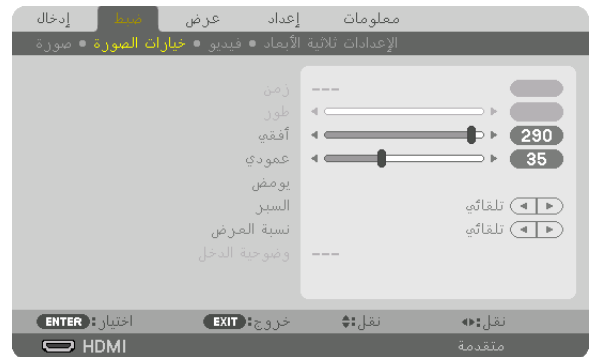 إدخال ضبط عرض إعداد معلومات
صورة • خيارات الصورة • فيديو • الإعدادات ثلاثية الأبعاد
زمن ---
طور
أفقي 290
عمودي 35
يومض
السبر تلقائي
نسبة العرض تلقائي
وضوحية الدخل ---
ENTER :اختيار EXIT :خروج نقل: نقل:
HDMI متقدمة